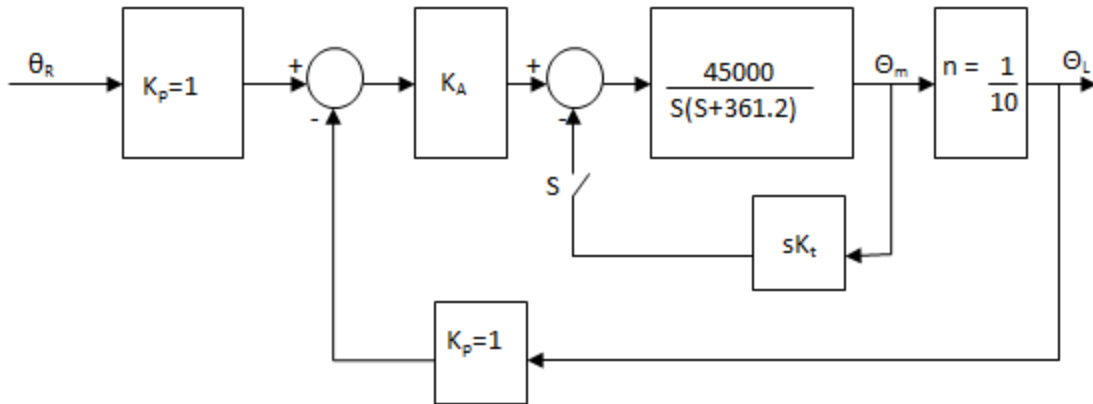 θR
Kp=1
+
-
KA
+
-
45000
S(S+361.2)
Θm
n = 1
10
ΘL
S
sKt
Kp=1